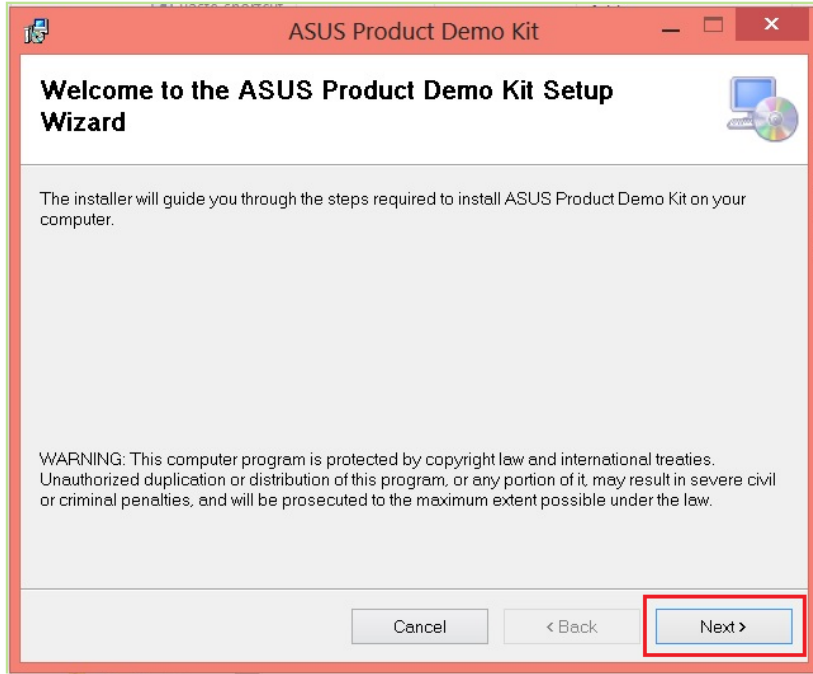 ASUS Product Demo Kit
Welcome to the ASUS Product Demo Kit Setup
Wizard
The installer will guide you through the steps required to install ASUS Product Demo Kit on your
computer.
WARNING: This computer program is protected by copyright law and international treaties.
Unauthorized duplication or distribution of this program, or any portion of it, may result in severe civil
or criminal penalties, and will be prosecuted to the maximum extent possible under the law.
Cancel
< Back
Next >